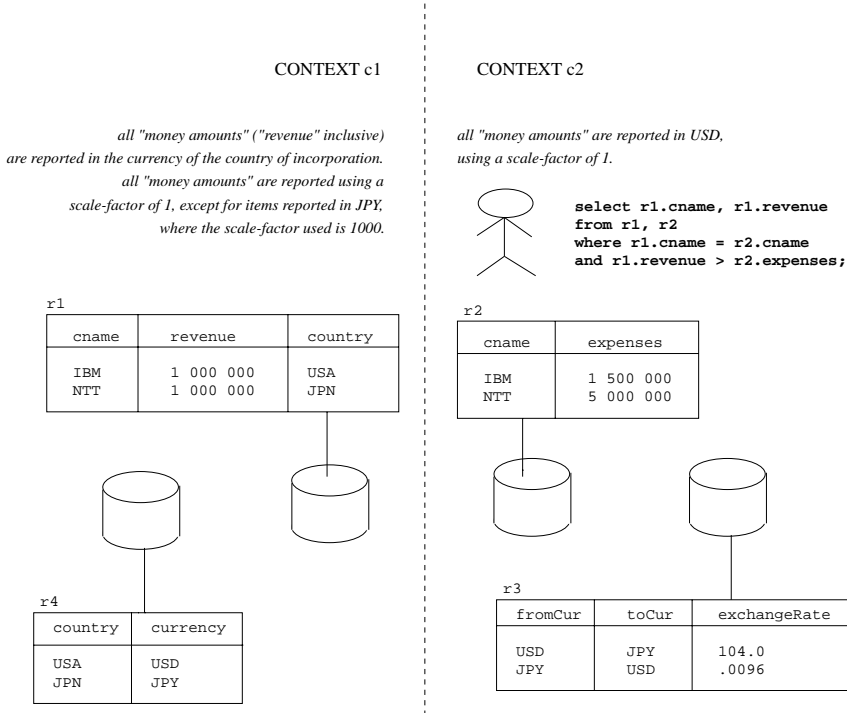 CONTEXT c1
all "money amounts" ("revenue" inclusive)
are reported in the currency of the country of incorporation.
all "money amounts" are reported using a
scale-factor of 1, except for items reported in JPY,
where the scale-factor used is 1000.
r1
cname revenue country
IBM 1 000 000 USA
NTT 1 000 000 JPN
r4
country currency
USA USD
JPN JPY
CONTEXT c2
all "money amounts" are reported in USD,
using a scale-factor of 1.
select r1.cname, r1.revenue
from r1, r2
where r1.cname = r2.cname
and r1.revenue > r2.expenses;
r2
cname expenses
IBM 1 500 000
NTT 5 000 000
r3
fromCur toCur exchangeRate
USD JPY 104.0
JPY USD .0096